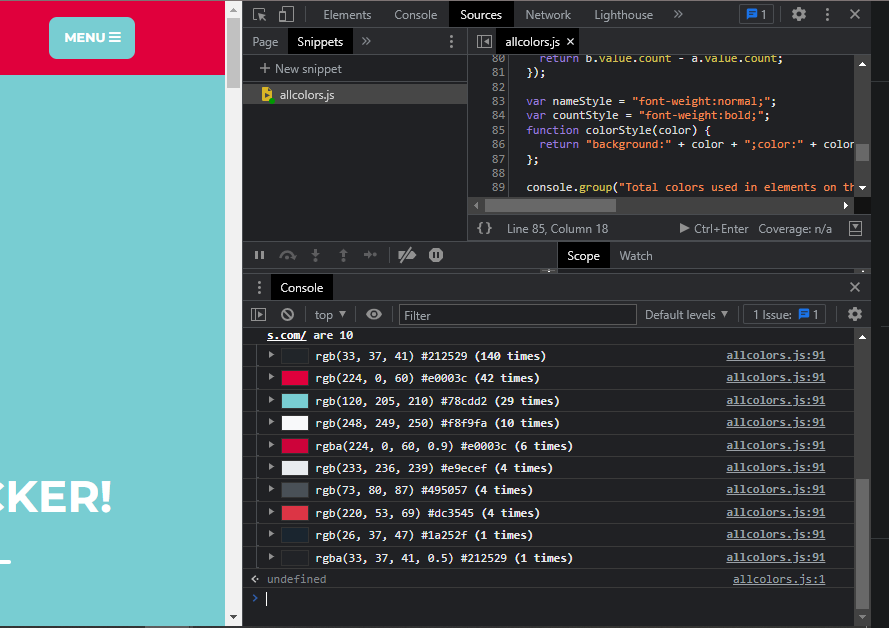 MENU ☰
CKER!
Elements Console Sources Network Lighthouse » 1
Page Snippets »
+ New snippet
allcolors.js
allcolors.js ×
80 return b.value.count - a.value.count;
81 });
82
83 var nameStyle = "font-weight:normal;";
84 var countStyle = "font-weight:bold;";
85 function colorStyle(color) {
86 return "background:" + color + ";color:" + color
87 };
88
89 console.group("Total colors used in elements on th
{} Line 85, Column 18 Ctrl+Enter Coverage: n/a
Scope Watch
Console
top ▼ Filter Default levels ▼ 1 Issue: 1
s.com/ are 10
rgb(33, 37, 41) #212529 (140 times) allcolors.js:91
rgb(224, 0, 60) #e0003c (42 times) allcolors.js:91
rgb(120, 205, 210) #78cdd2 (29 times) allcolors.js:91
rgb(248, 249, 250) #f8f9fa (10 times) allcolors.js:91
rgba(224, 0, 60, 0.9) #e0003c (6 times) allcolors.js:91
rgb(233, 236, 239) #e9ecef (4 times) allcolors.js:91
rgb(73, 80, 87) #495057 (4 times) allcolors.js:91
rgb(220, 53, 69) #dc3545 (4 times) allcolors.js:91
rgb(26, 37, 47) #1a252f (1 times) allcolors.js:91
rgba(33, 37, 41, 0.5) #212529 (1 times) allcolors.js:91
undefined allcolors.js:1